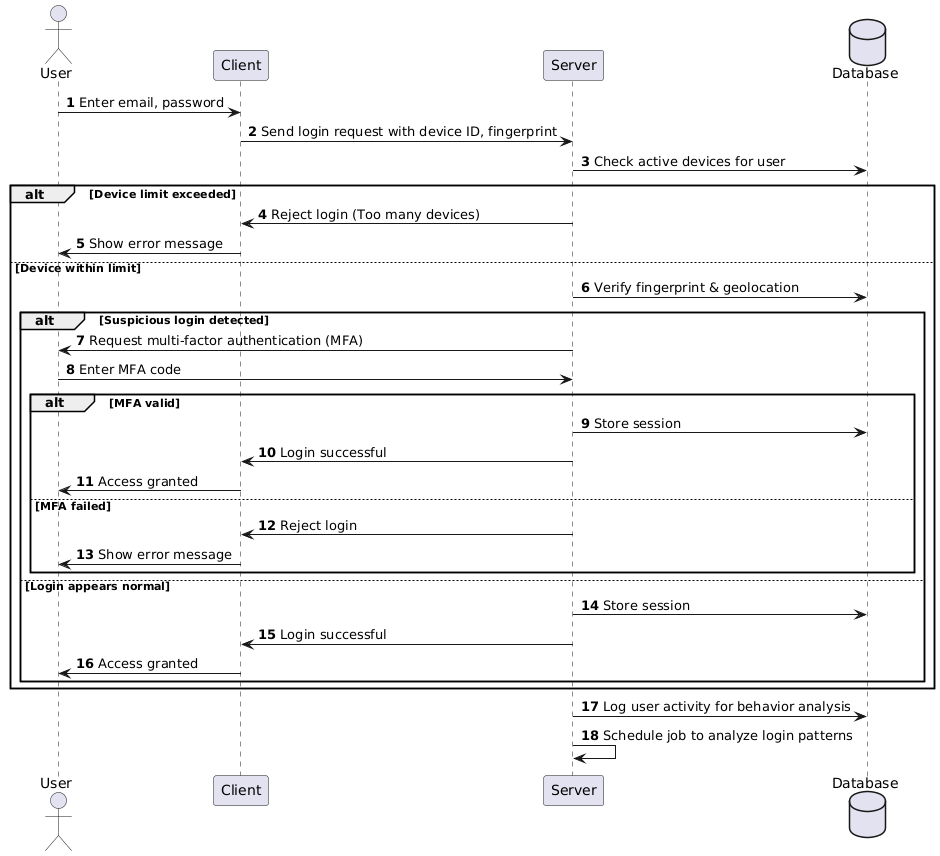 User
Client
Server
Database
1 Enter email, password
2 Send login request with device ID, fingerprint
3 Check active devices for user
alt [Device limit exceeded]
4 Reject login (Too many devices)
5 Show error message
[Device within limit]
6 Verify fingerprint & geolocation
alt [Suspicious login detected]
7 Request multi-factor authentication (MFA)
8 Enter MFA code
alt [MFA valid]
9 Store session
10 Login successful
11 Access granted
[MFA failed]
12 Reject login
13 Show error message
[Login appears normal]
14 Store session
15 Login successful
16 Access granted
17 Log user activity for behavior analysis
18 Schedule job to analyze login patterns
User
Client
Server
Database